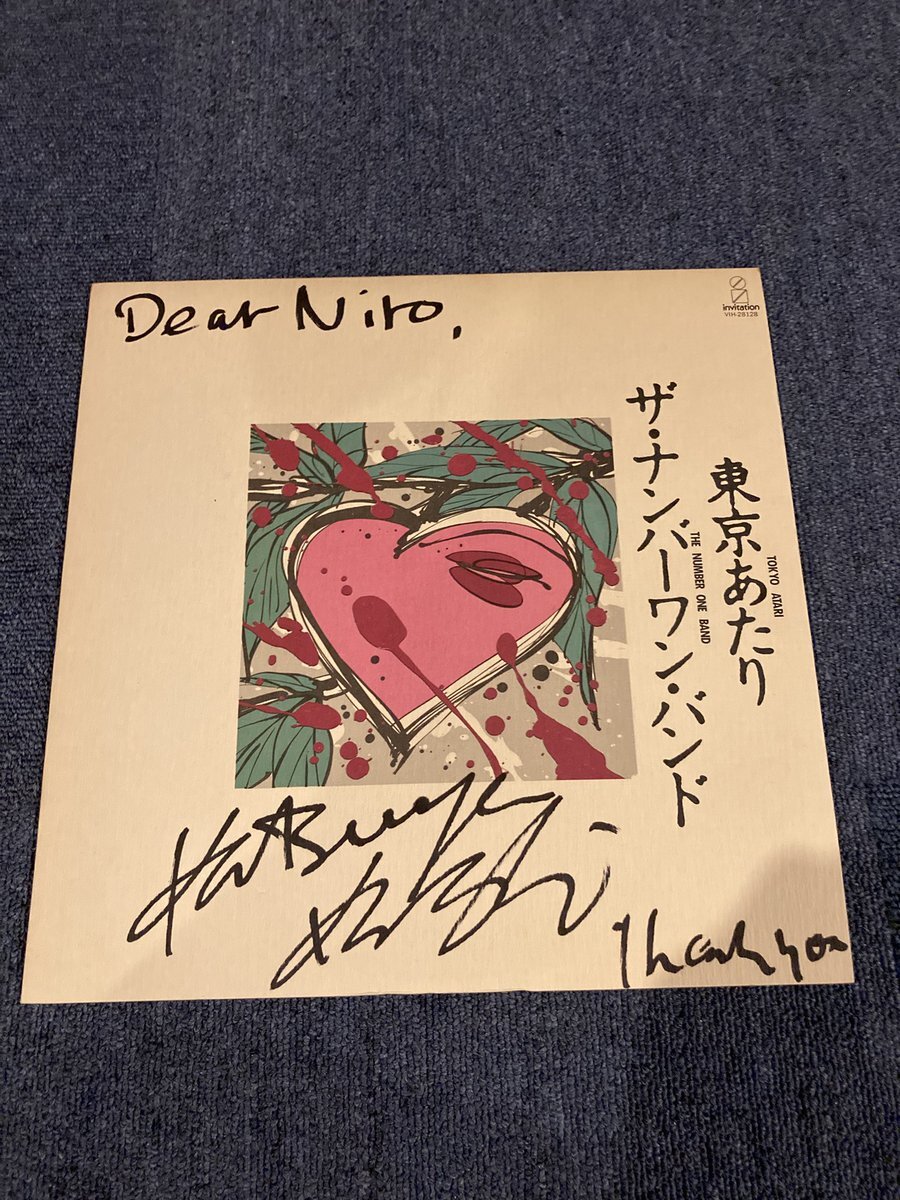 Dear Niro,
invitation
VIH-28128
東京あたり
TOKYO ATARI
ザ・ナンバーワン・バンド
THE NUMBER ONE BAND
Thank you